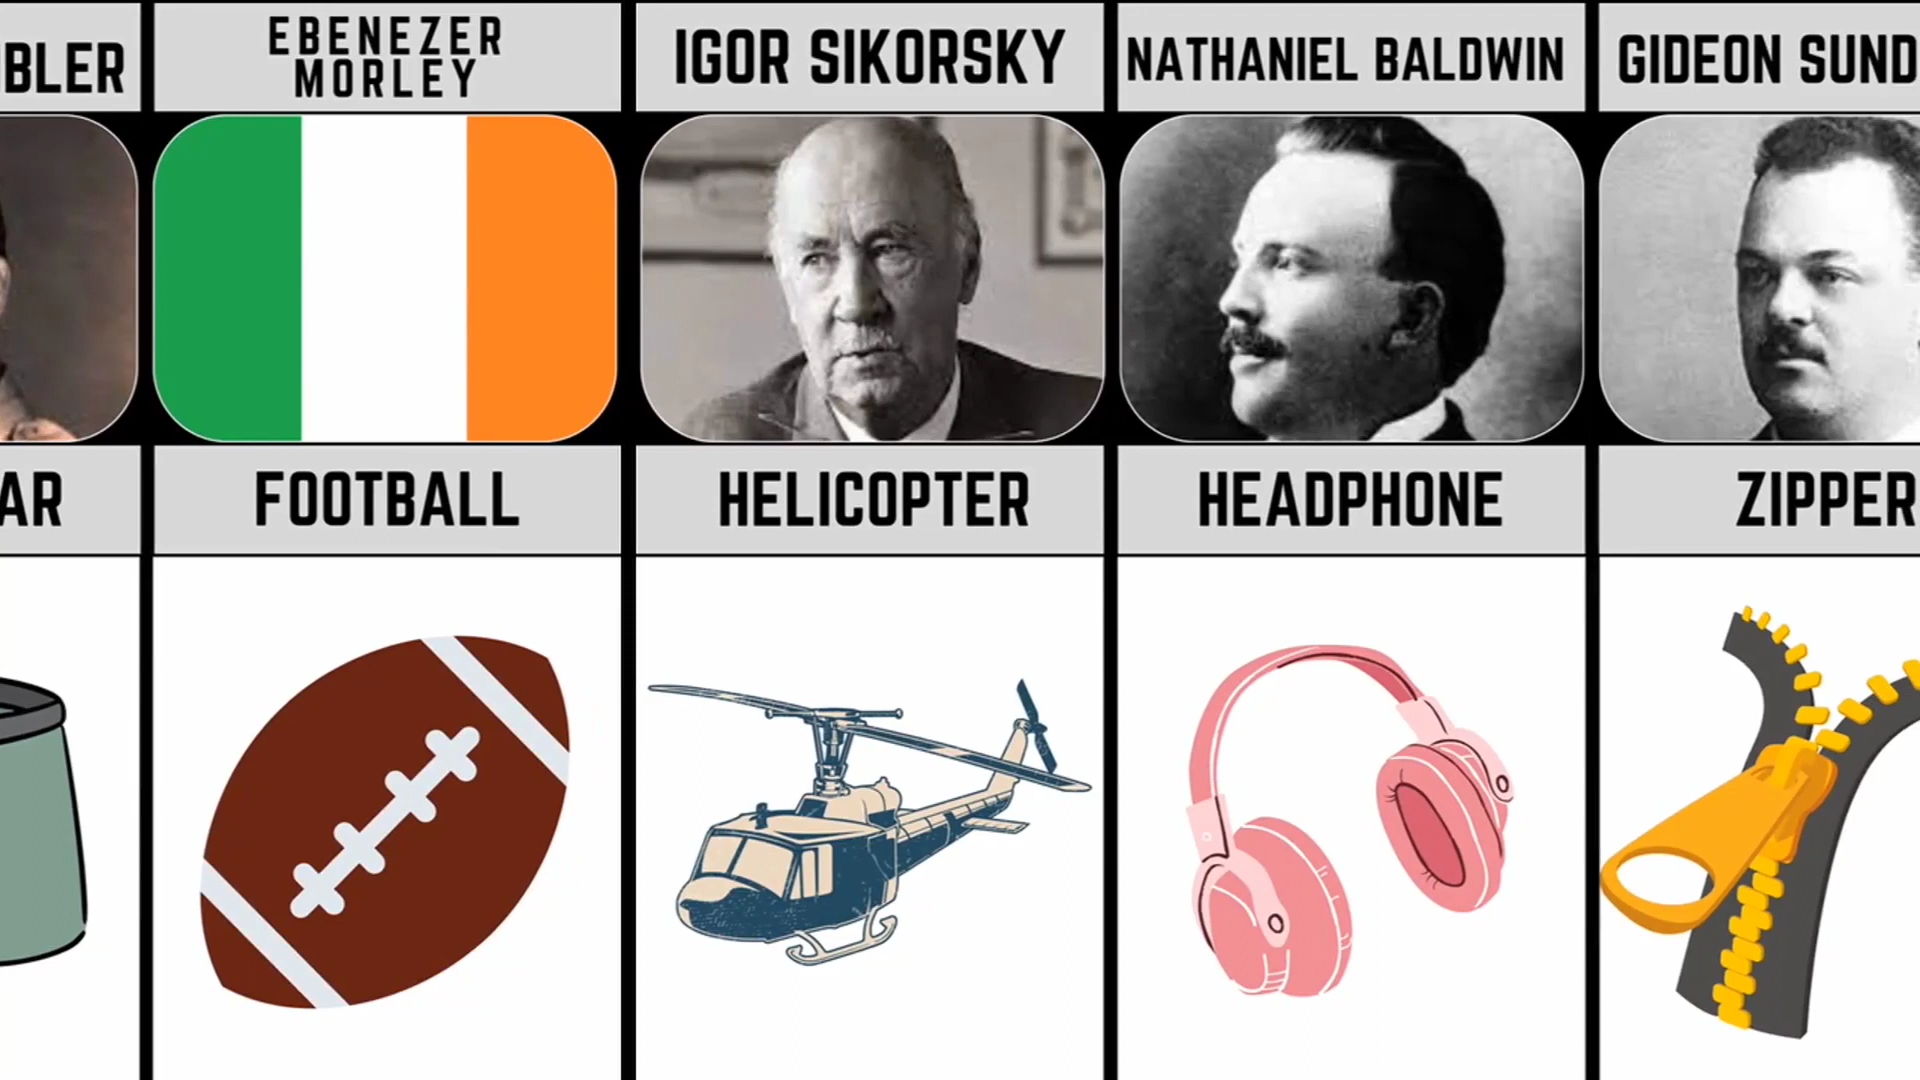 BLER
EBENEZER
MORLEY
IGOR SIKORSKY
NATHANIEL BALDWIN
GIDEON SUND
AR
FOOTBALL
HELICOPTER
HEADPHONE
ZIPPER